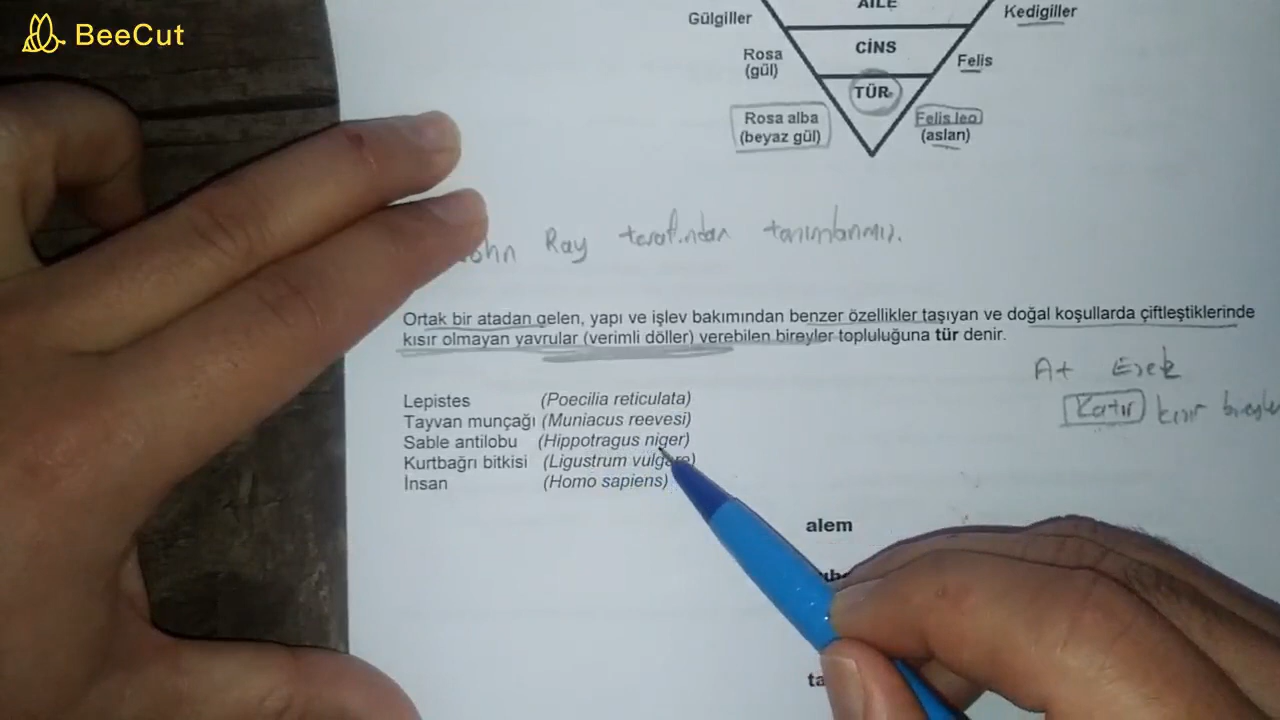 BeeCut
AİLE
Gülgiller
Kedigiller
CİNS
Rosa
(gül)
Felis
TÜR
Rosa alba
(beyaz gül)
Felis leo
(aslan)
Ray tarafından tanımlanmış.
Ortak bir atadan gelen, yapı ve işlev bakımından benzer özellikler taşıyan ve doğal koşullarda çiftleştiklerinde
kısır olmayan yavrular (verimli döller) verebilen bireyler topluluğuna tür denir.
At Eşek
Katır kısır
Lepistes (Poecilia reticulata)
Tayvan munçağı (Muniacus reevesi)
Sable antilobu (Hippotragus niger)
Kurtbağrı bitkisi (Ligustrum vulgare)
İnsan (Homo sapiens)
alem